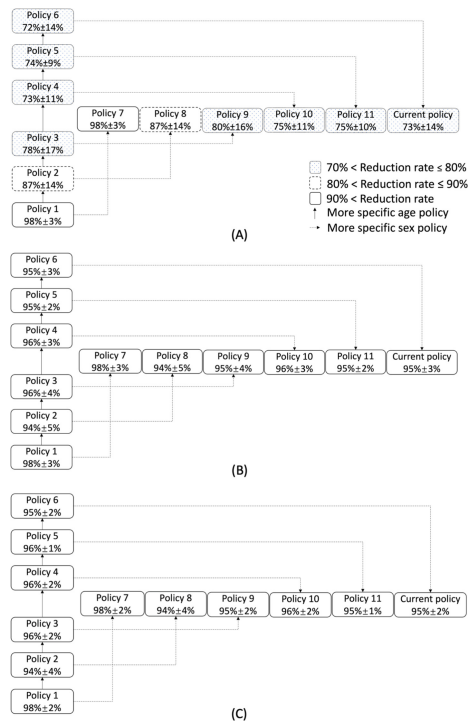 Policy 6
72%±14%
Policy 5
74%±9%
Policy 4
73%±11%
Policy 3
78%±17%
Policy 2
87%±14%
Policy 1
98%±3%
Policy 7
98%±3%
Policy 8
87%±14%
Policy 9
80%±16%
Policy 10
75%±11%
Policy 11
75%±10%
Current policy
73%±14%
70% < Reduction rate ≤ 80%
80% < Reduction rate ≤ 90%
90% < Reduction rate
More specific age policy
More specific sex policy
(A)
Policy 6
95%±3%
Policy 5
95%±2%
Policy 4
96%±3%
Policy 3
96%±4%
Policy 2
94%±5%
Policy 1
98%±3%
Policy 7
98%±3%
Policy 8
94%±5%
Policy 9
95%±4%
Policy 10
96%±3%
Policy 11
95%±2%
Current policy
95%±3%
(B)
Policy 6
95%±2%
Policy 5
96%±1%
Policy 4
96%±2%
Policy 3
96%±2%
Policy 2
94%±4%
Policy 1
98%±2%
Policy 7
98%±2%
Policy 8
94%±4%
Policy 9
95%±2%
Policy 10
96%±2%
Policy 11
95%±1%
Current policy
95%±2%
(C)